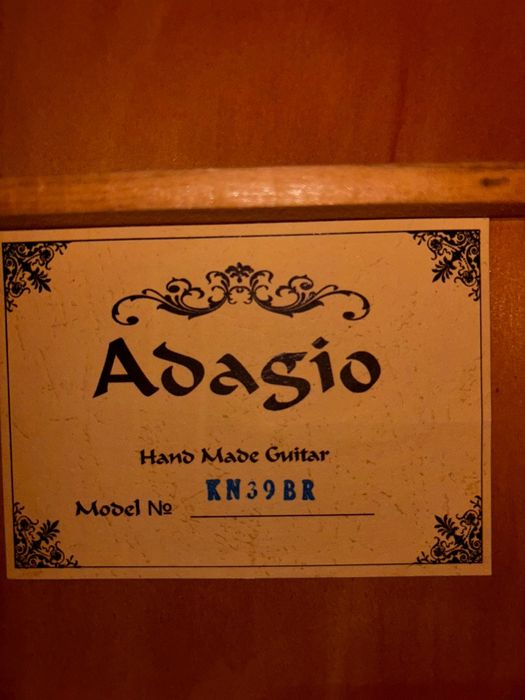 Adagio
Hand Made Guitar
KN39BR
Model №